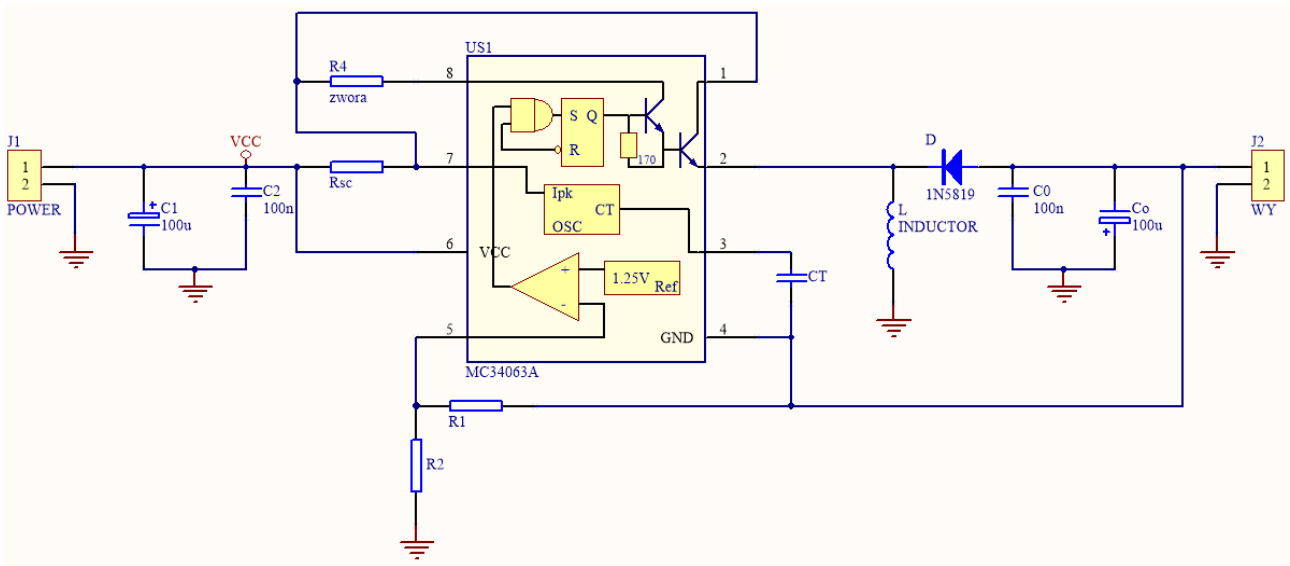 US1
R4
zwora
8
1
S Q
R
170
J1
1
2
POWER
VCC
Rsc
7
2
D
1N5819
J2
1
2
WY
C1
100u
C2
100n
Ipk
CT
OSC
L
INDUCTOR
C0
100n
Co
100u
6
VCC
3
CT
+
-
1.25V
Ref
5
GND
4
MC34063A
R1
R2